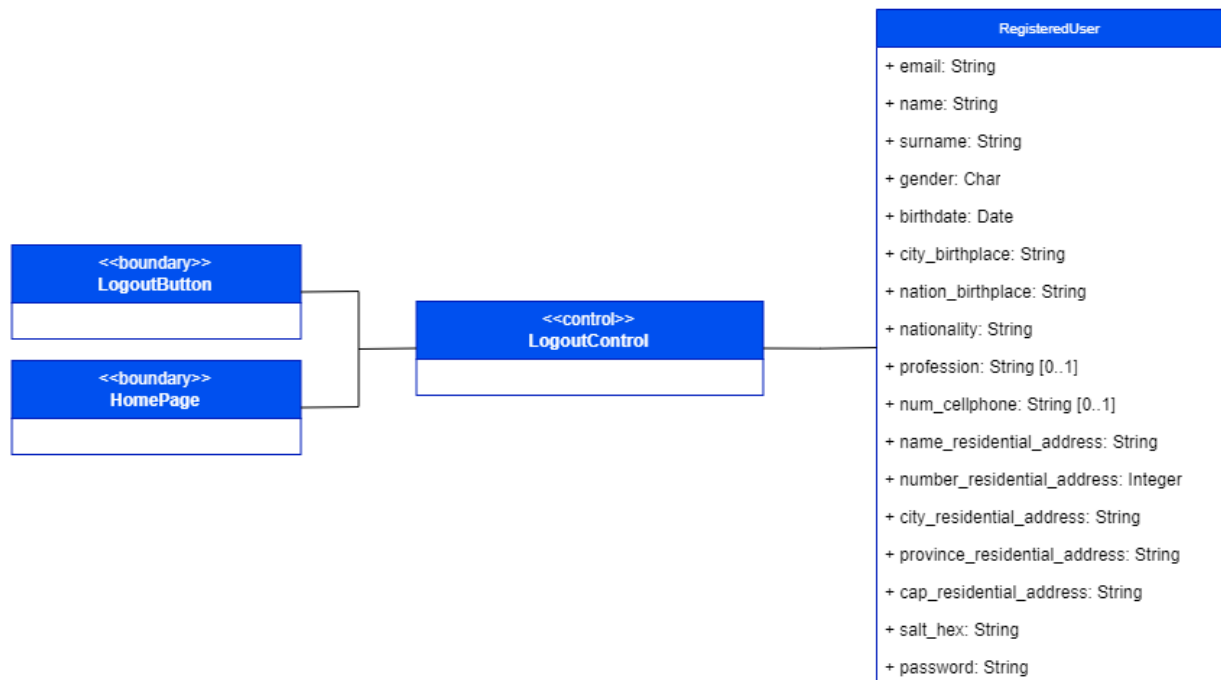 <<boundary>>
LogoutButton
<<boundary>>
HomePage
<<control>>
LogoutControl
RegisteredUser
+ email: String
+ name: String
+ surname: String
+ gender: Char
+ birthdate: Date
+ city_birthplace: String
+ nation_birthplace: String
+ nationality: String
+ profession: String [0..1]
+ num_cellphone: String [0..1]
+ name_residential_address: String
+ number_residential_address: Integer
+ city_residential_address: String
+ province_residential_address: String
+ cap_residential_address: String
+ salt_hex: String
+ password: String